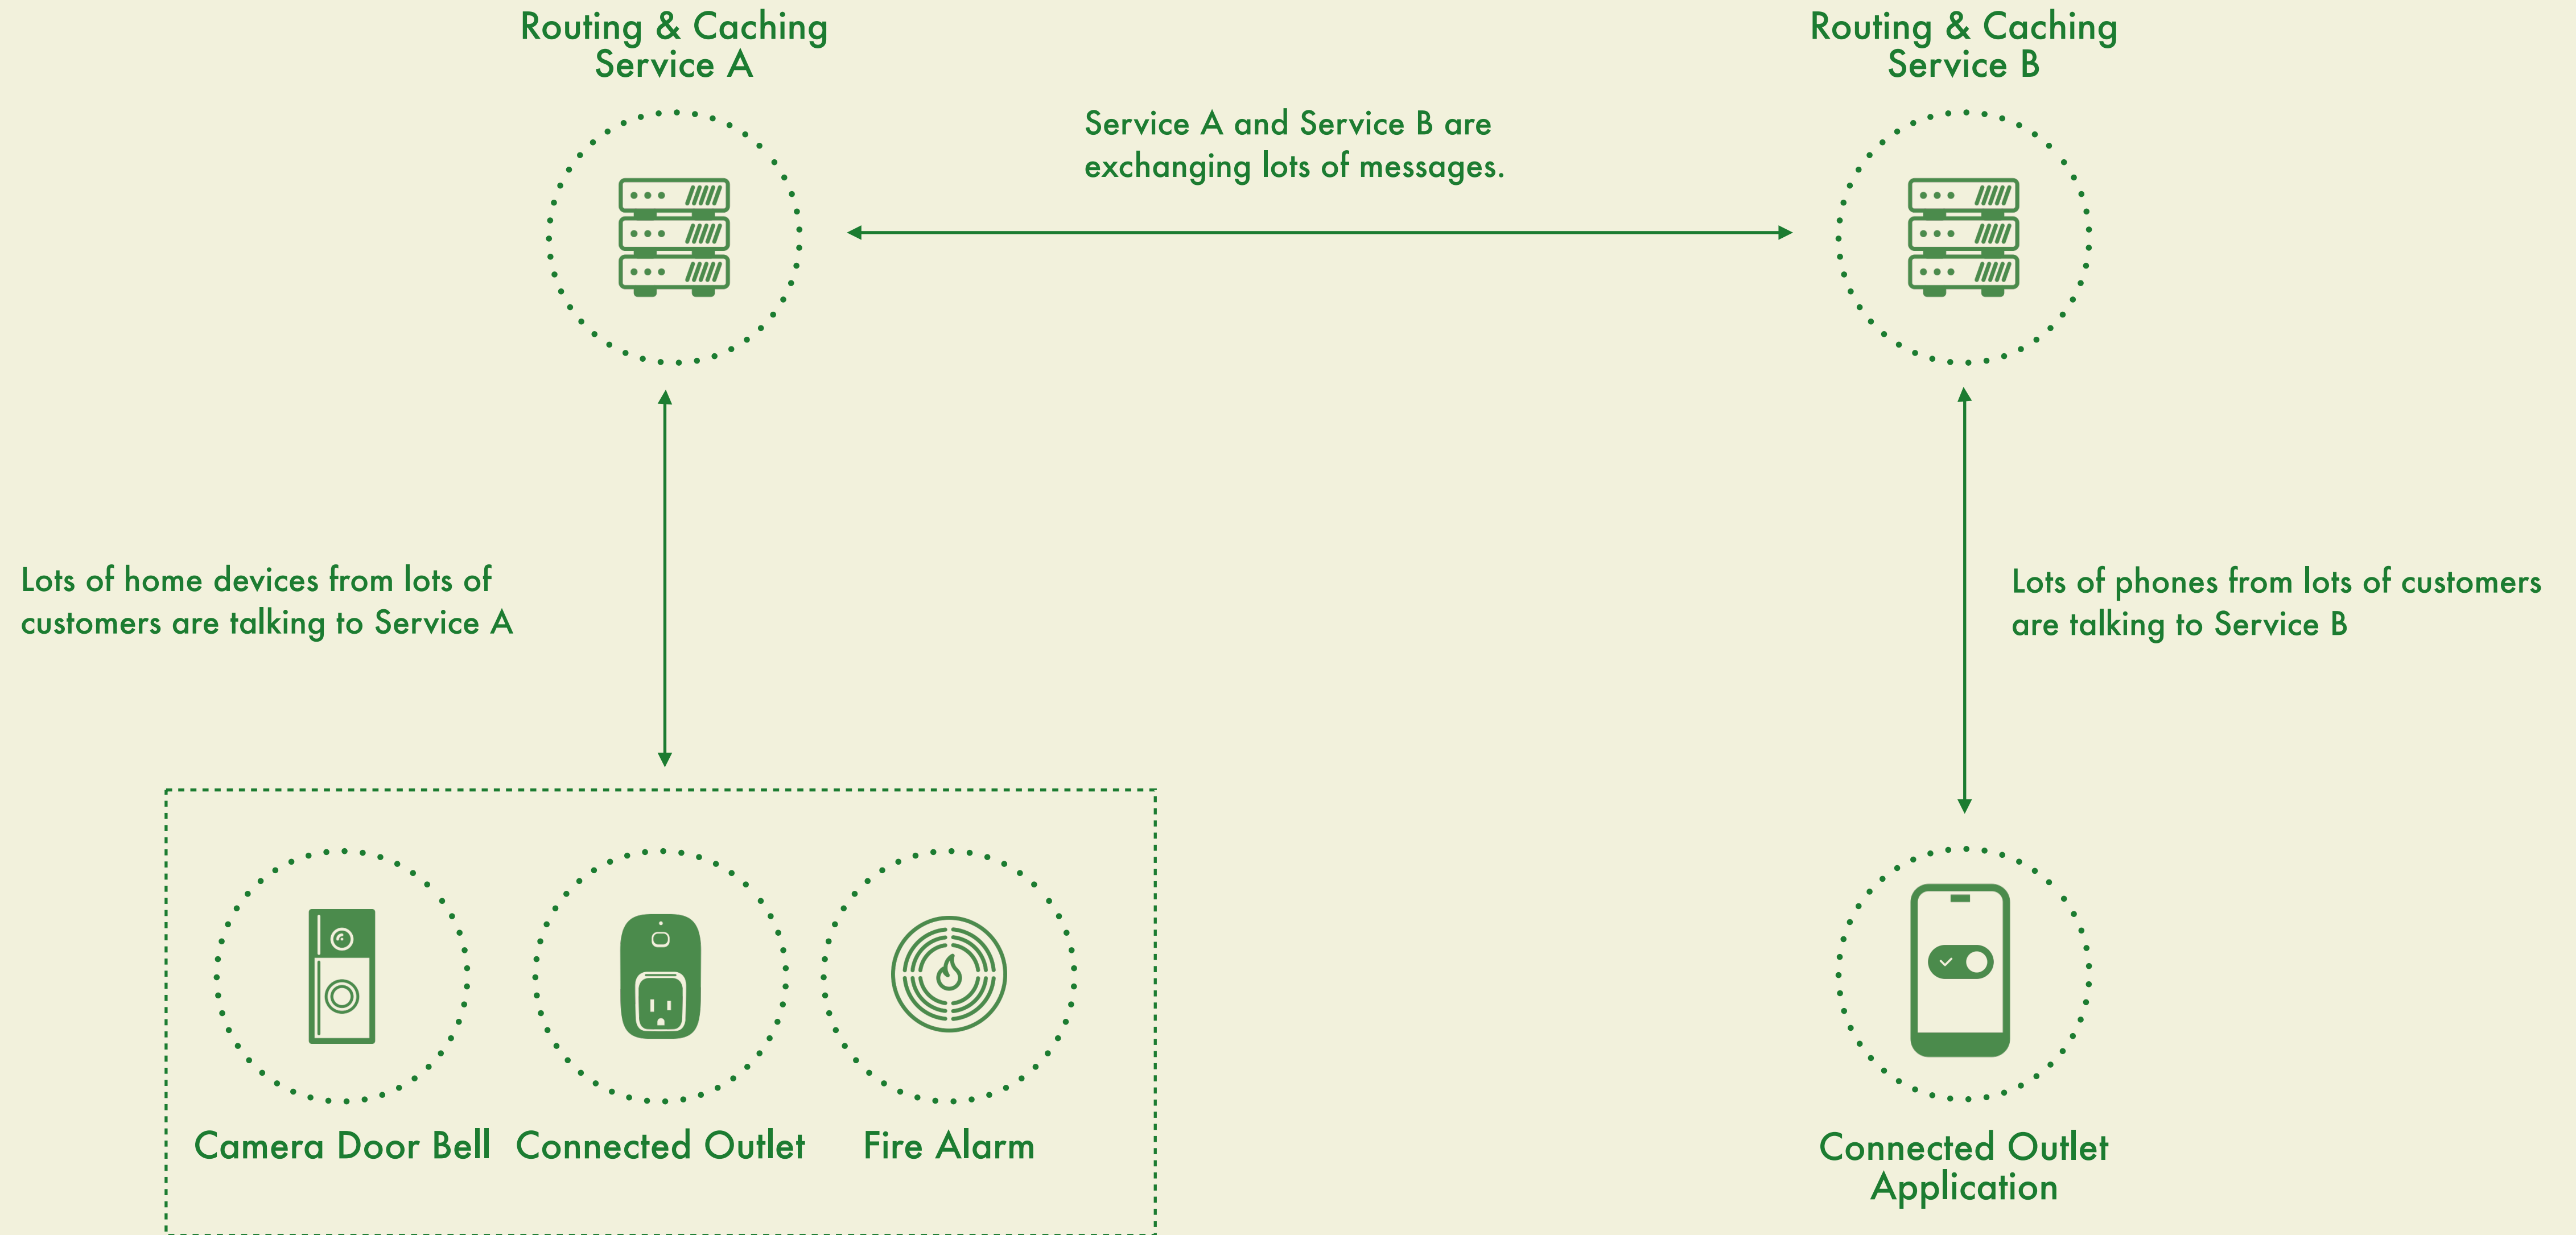 Routing & Caching
Service A
Routing & Caching
Service B
Service A and Service B are
exchanging lots of messages.
Lots of home devices from lots of
customers are talking to Service A
Lots of phones from lots of customers
are talking to Service B
Camera Door Bell
Connected Outlet
Fire Alarm
Connected Outlet
Application